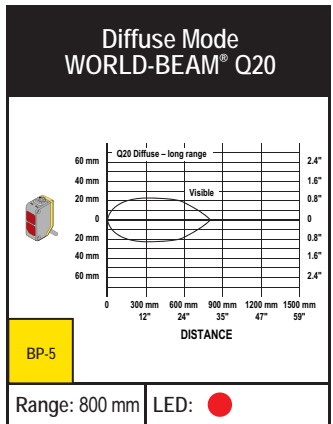 Diffuse Mode
WORLD-BEAM® Q20
Q20 Diffuse – long range
Visible
60 mm 2.4"
40 mm 1.6"
20 mm 0.8"
0 0
20 mm 0.8"
40 mm 1.6"
60 mm 2.4"
0 300 mm 600 mm 900 mm 1200 mm 1500 mm
12" 24" 35" 47" 59"
DISTANCE
BP-5
Range: 800 mm LED: